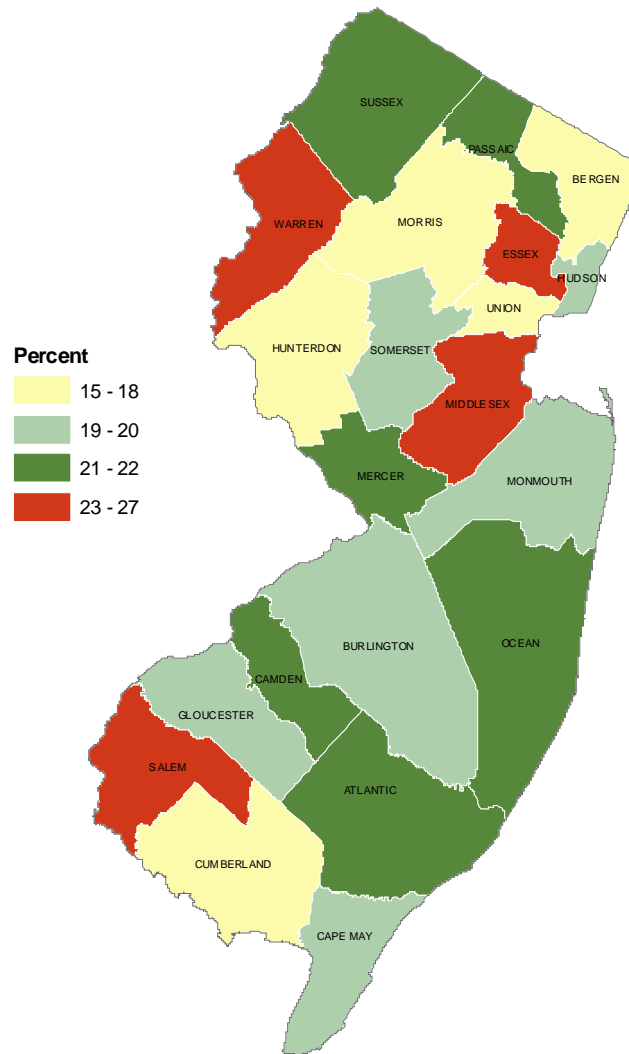 SUSSEX
PASSAIC
BERGEN
WARREN
MORRIS
ESSEX
HUDSON
UNION
HUNTERDON
SOMERSET
Percent
15 - 18
19 - 20
21 - 22
23 - 27
MIDDLESEX
MERCER
MONMOUTH
OCEAN
BURLINGTON
CAMDEN
GLOUCESTER
SALEM
ATLANTIC
CUMBERLAND
CAPE MAY